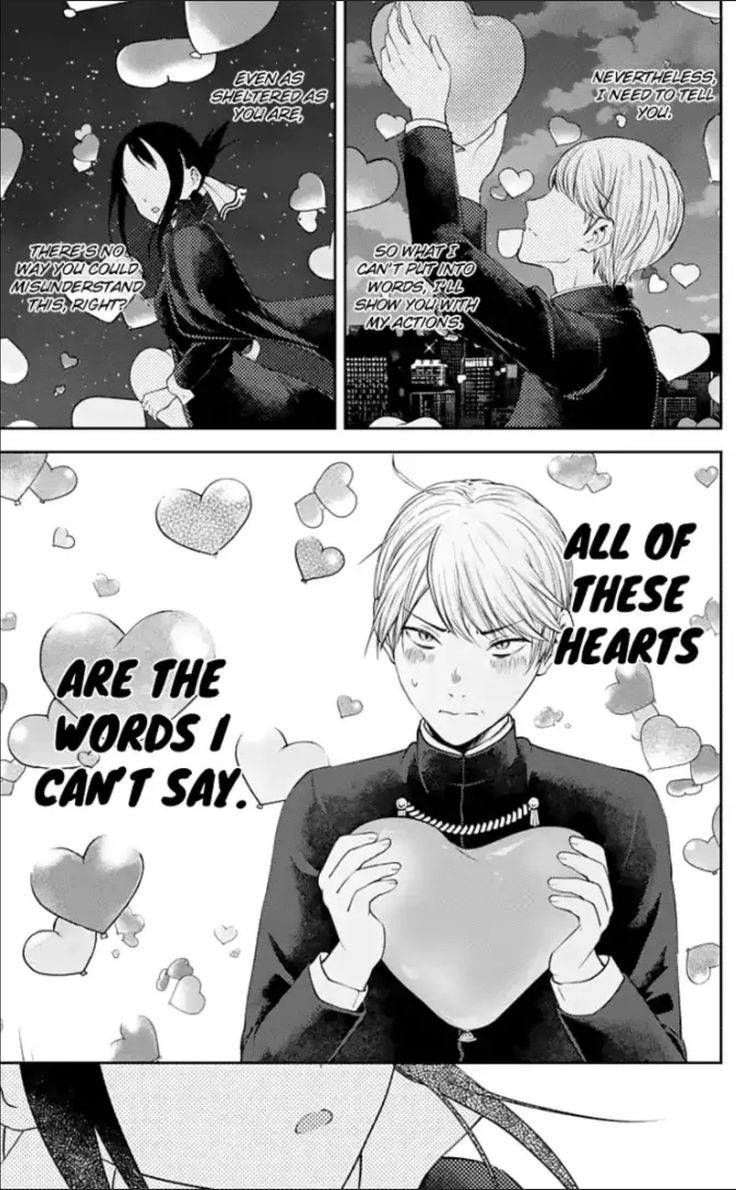 NEVERTHELESS,
I NEED TO TELL
YOU.
SO WHAT I
CAN'T PUT INTO
WORDS, I'LL
SHOW YOU WITH
MY ACTIONS.
EVEN AS
SHELTERED AS
YOU ARE,
THERE'S NO
WAY YOU COULD
MISUNDERSTAND
THIS, RIGHT?
ALL OF
THESE
HEARTS
ARE THE
WORDS I
CAN'T SAY.